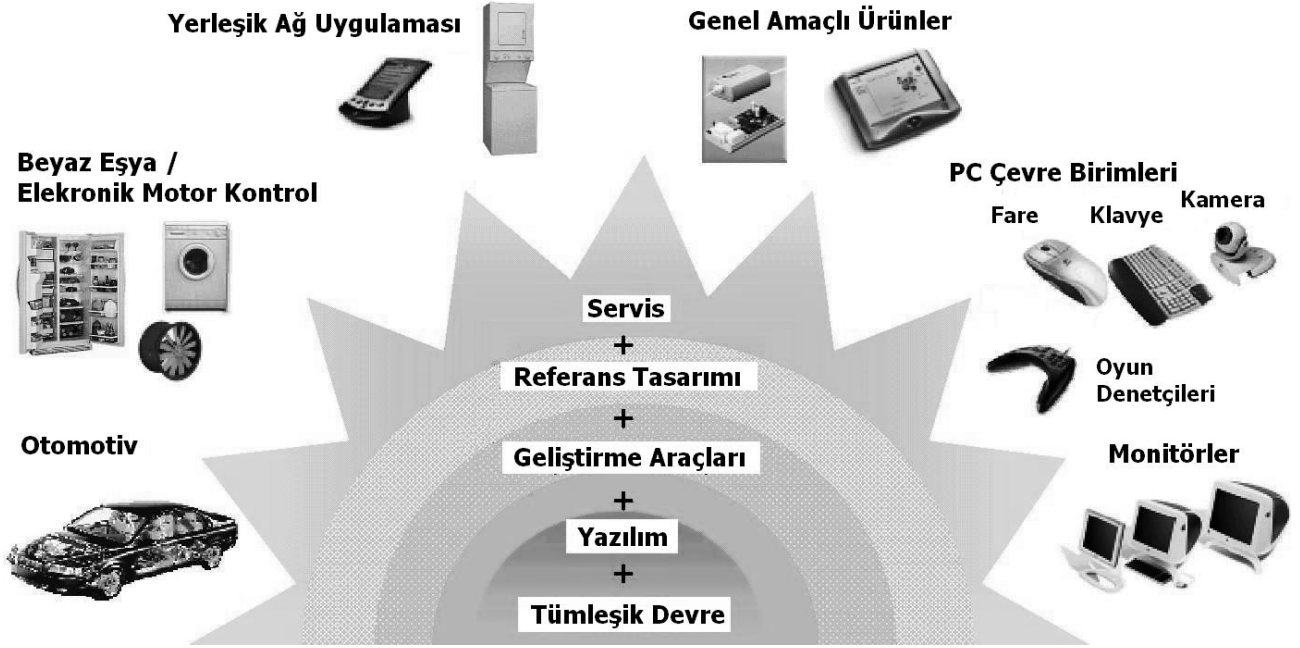 Yerleşik Ağ Uygulaması
Genel Amaçlı Ürünler
Beyaz Eşya /
Elekronik Motor Kontrol
PC Çevre Birimleri
Fare
Klavye
Kamera
Servis
+
Referans Tasarımı
+
Geliştirme Araçları
+
Yazılım
+
Tümleşik Devre
Oyun
Denetçileri
Otomotiv
Monitörler